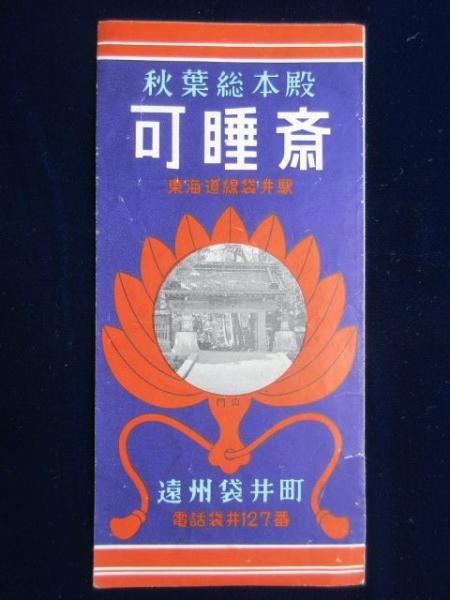 秋葉総本殿
可睡斎
東海道線袋井駅
門山
遠州袋井町
電話袋井127番